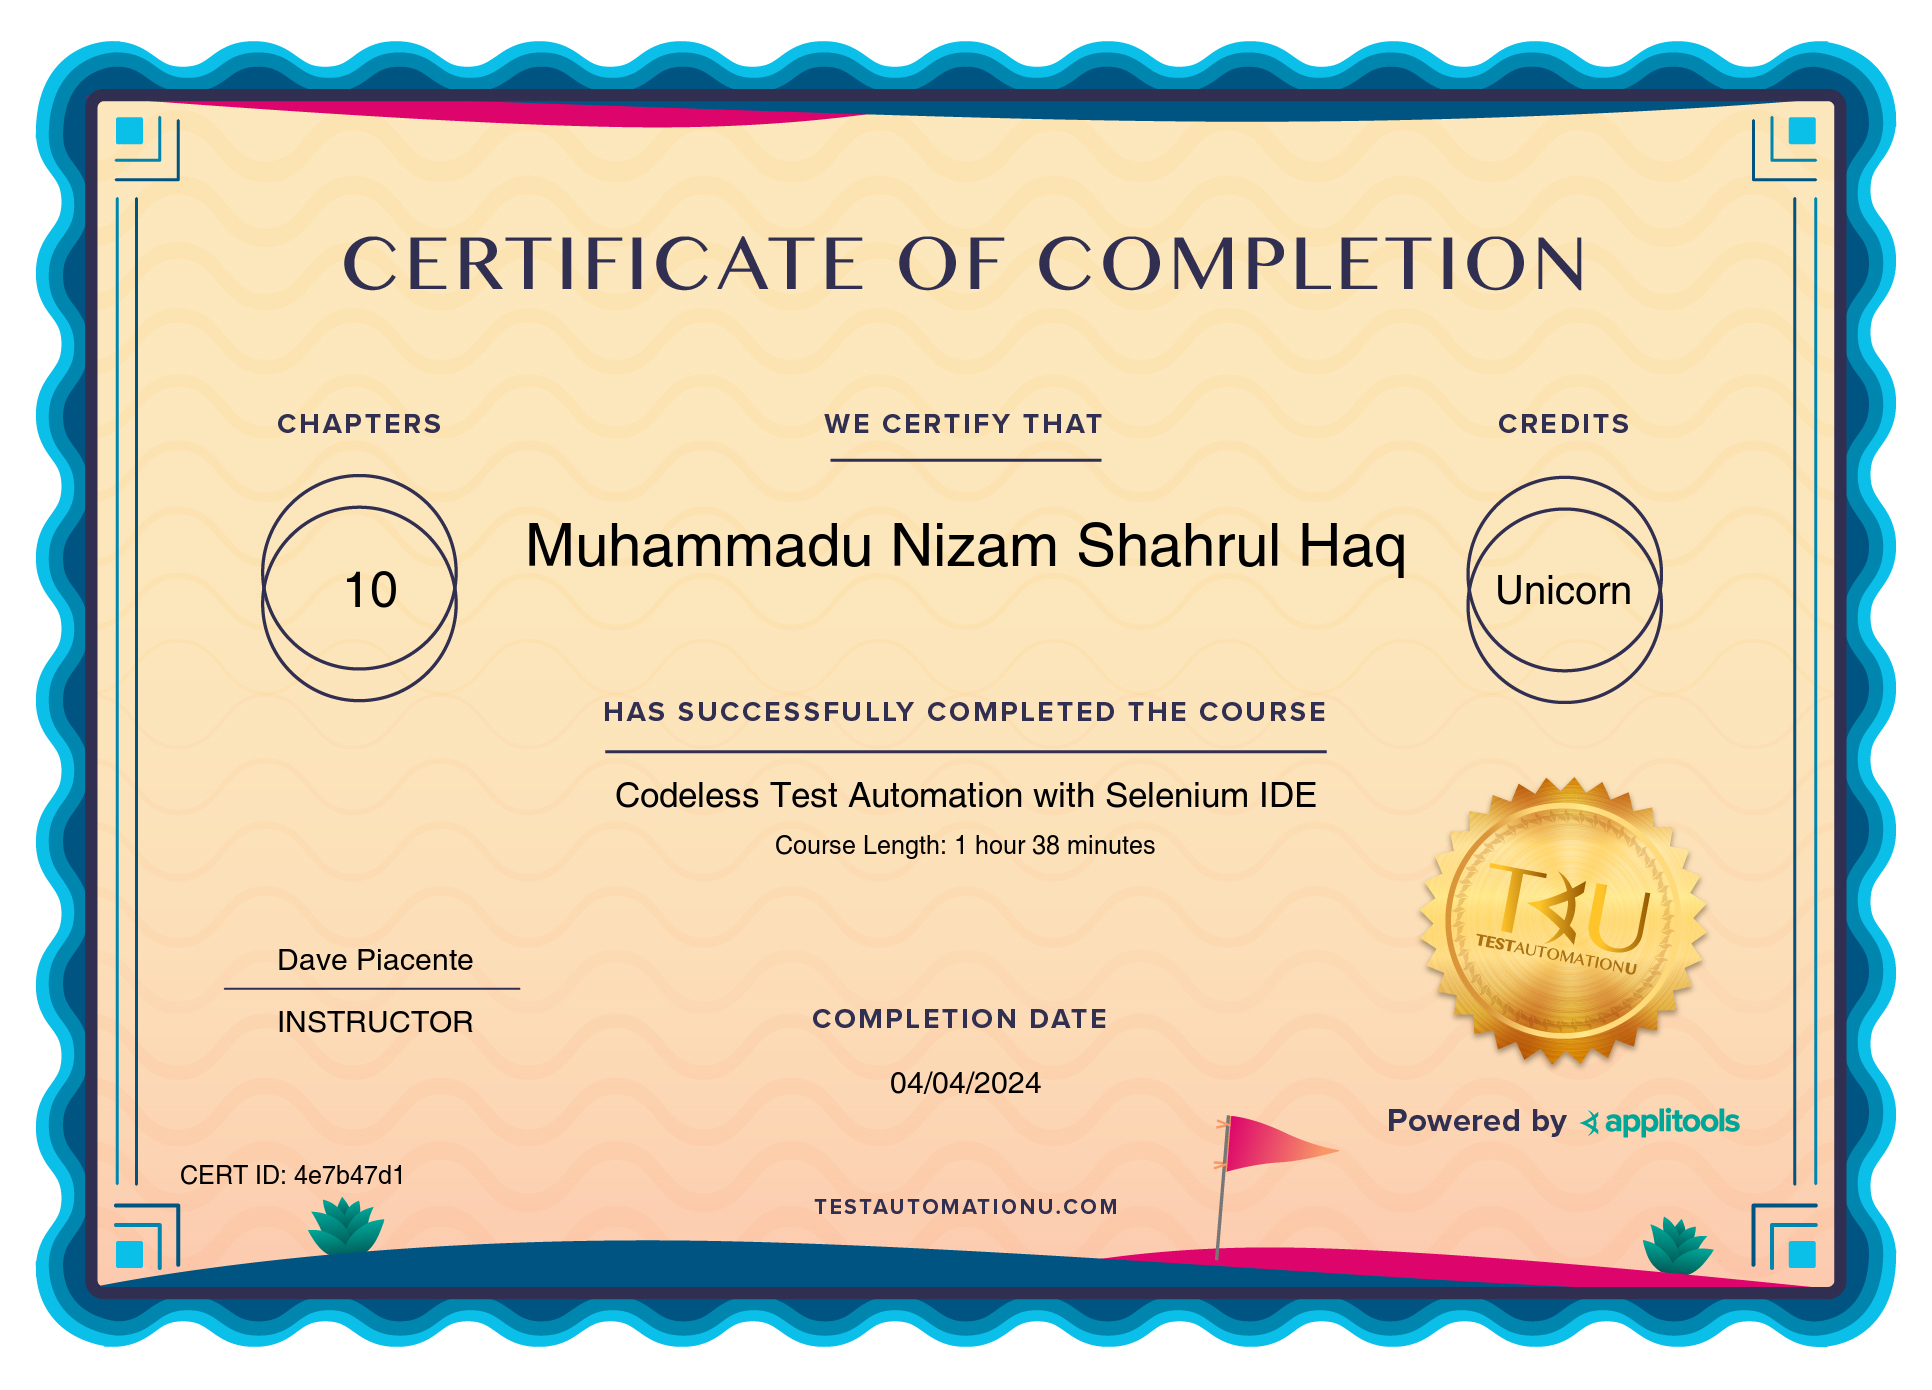 CERTIFICATE OF COMPLETION
CHAPTERS
10
WE CERTIFY THAT
Muhammadu Nizam Shahrul Haq
CREDITS
Unicorn
HAS SUCCESSFULLY COMPLETED THE COURSE
Codeless Test Automation with Selenium IDE
Course Length: 1 hour 38 minutes
Dave Piacente
INSTRUCTOR
COMPLETION DATE
04/04/2024
TAU
TESTAUTOMATIONU
Powered by applitools
CERT ID: 4e7b47d1
TESTAUTOMATIONU.COM